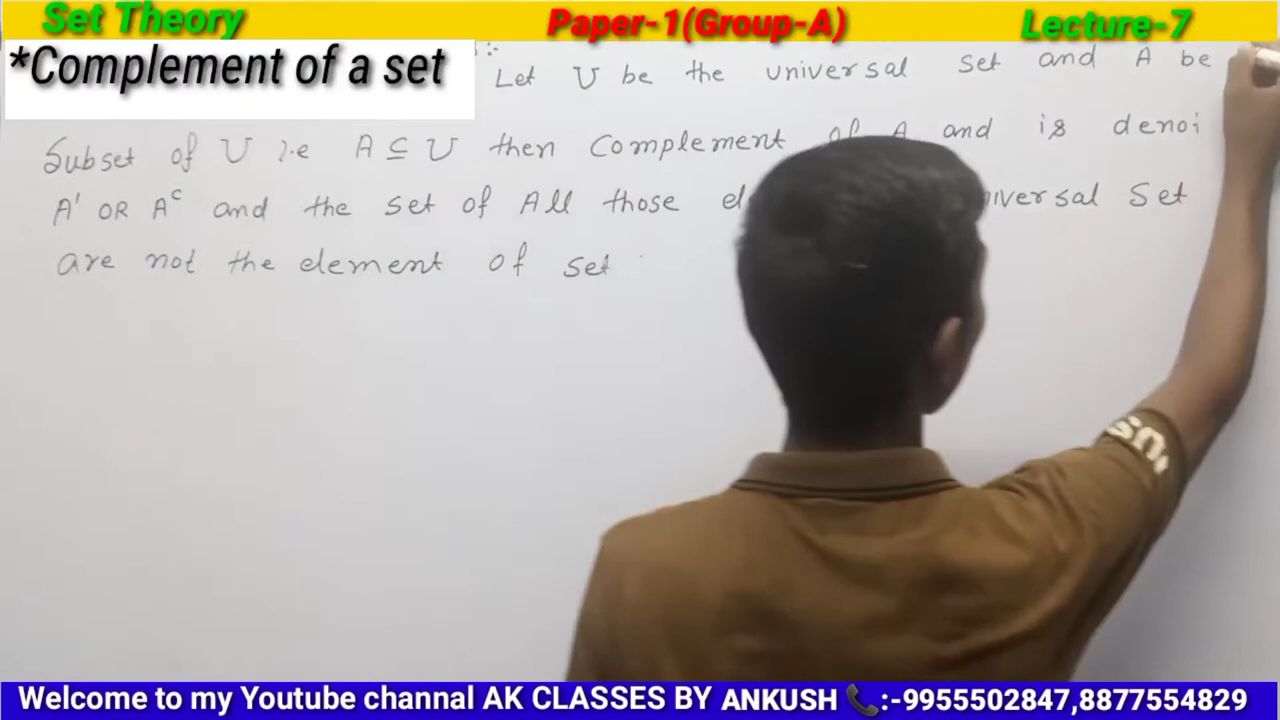 Set Theory Paper-1(Group-A) Lecture-7
*Complement of a set
Let U be the universal set and A be
Subset of U i.e A ⊆ U then Complement of A and is denoi
A' OR Aᶜ and the set of All those Set
are not the element of set
Welcome to my Youtube channal AK CLASSES BY ANKUSH 📞:-9955502847,8877554829